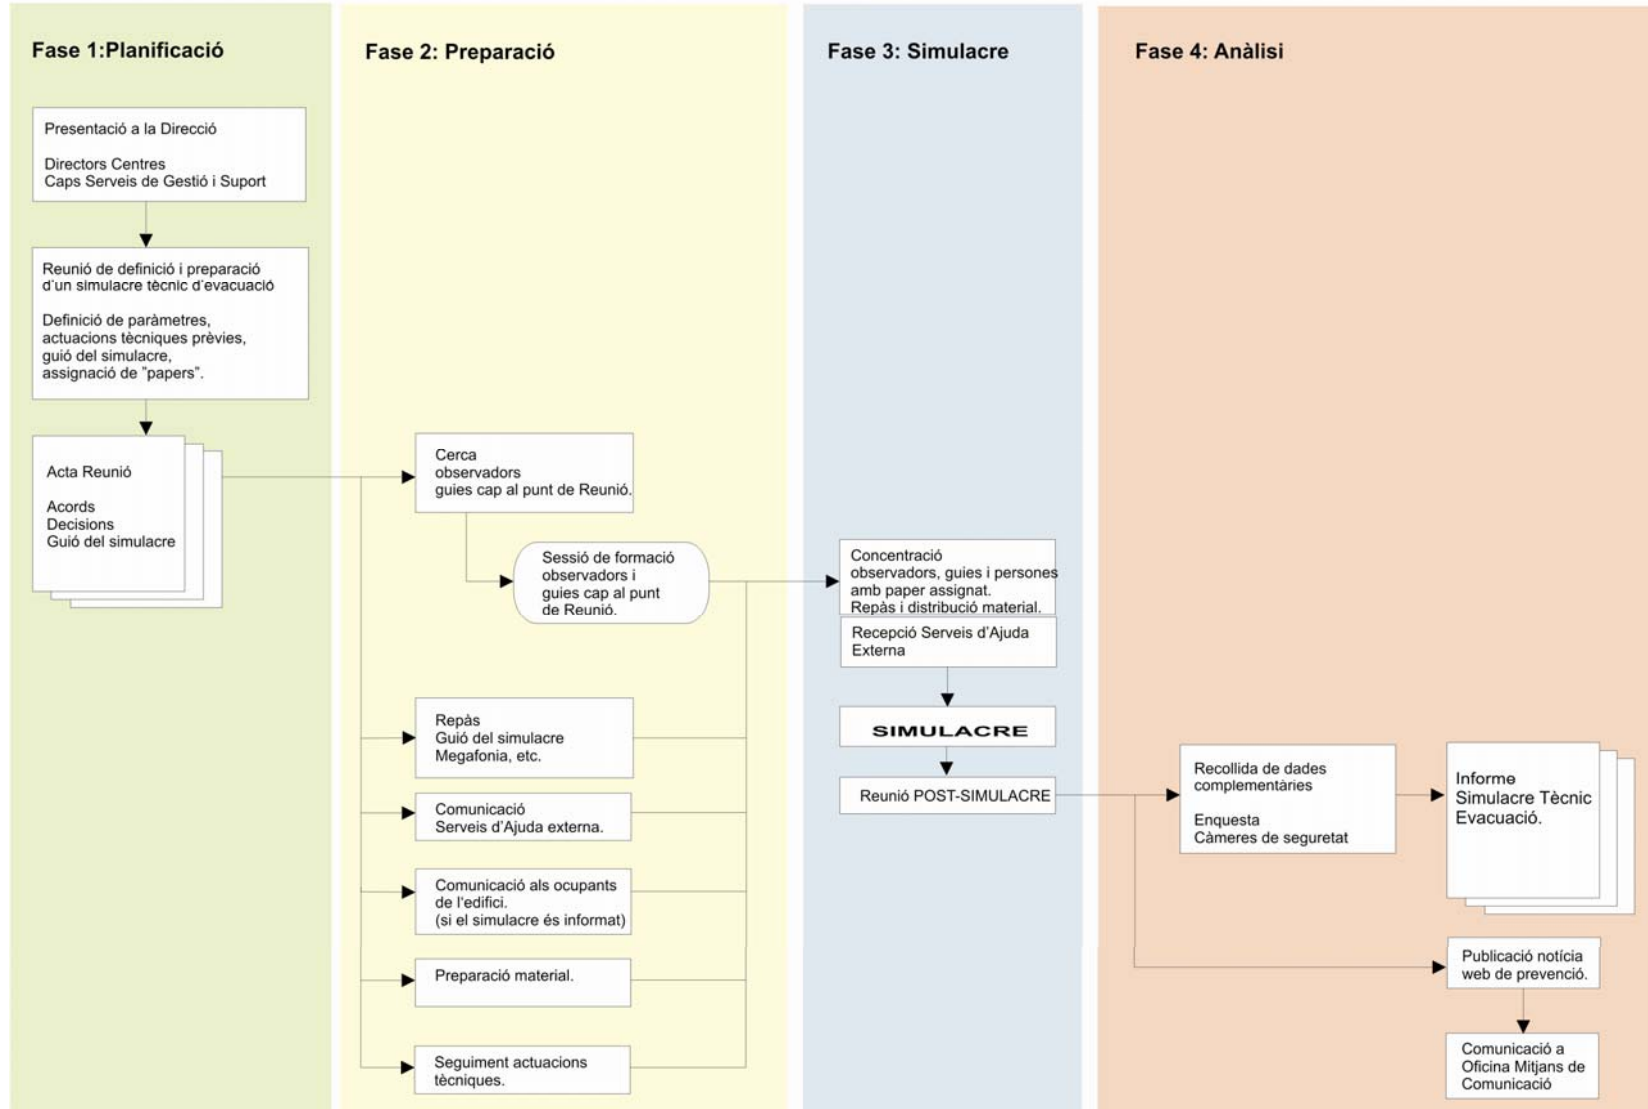 Fase 1:Planificació
Presentació a la Direcció
Directors Centres
Caps Serveis de Gestió i Suport
Reunió de definició i preparació
d'un simulacre tècnic d'evacuació
Definició de paràmetres,
actuacions tècniques prèvies,
guió del simulacre,
assignació de "papers".
Acta Reunió
Acords
Decisions
Guió del simulacre
Fase 2: Preparació
Cerca
observadors
guies cap al punt de Reunió.
Sessió de formació
observadors i
guies cap al punt
de Reunió.
Repàs
Guió del simulacre
Megafonia, etc.
Comunicació
Serveis d'Ajuda externa.
Comunicació als ocupants
de l'edifici.
(si el simulacre és informat)
Preparació material.
Seguiment actuacions
tècniques.
Fase 3: Simulacre
Concentració
observadors, guies i persones
amb paper assignat.
Repàs i distribució material.
Recepció Serveis d'Ajuda
Externa
SIMULACRE
Reunió POST-SIMULACRE
Fase 4: Anàlisi
Recollida de dades
complementàries
Enquesta
Càmeres de seguretat
Informe
Simulacre Tècnic
Evacuació.
Publicació notícia
web de prevenció.
Comunicació a
Oficina Mitjans de
Comunicació